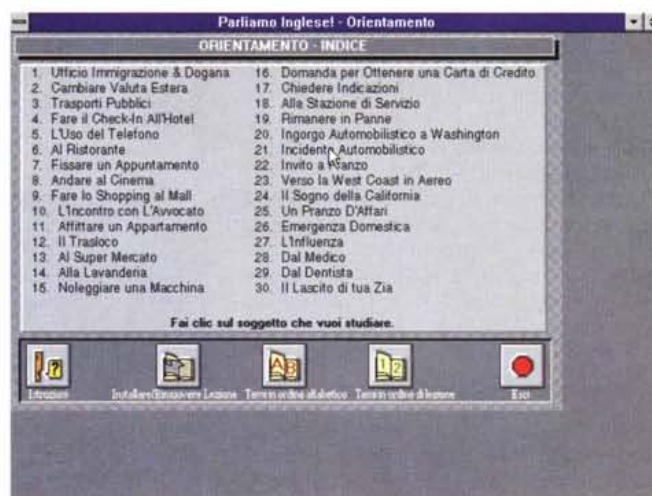 Parliamo Inglese! - Orientamento
ORIENTAMENTO - INDICE
1. Ufficio Immigrazione & Dogana
2. Cambiare Valuta Estera
3. Trasporti Pubblici
4. Fare il Check-In All'Hotel
5. L'Uso del Telefono
6. Al Ristorante
7. Fissare un Appuntamento
8. Andare al Cinema
9. Fare lo Shopping al Mall
10. L'Incontro con L'Avvocato
11. Affittare un Appartamento
12. Il Trasloco
13. Al Super Mercato
14. Alla Lavanderia
15. Noleggiare una Macchina
16. Domanda per Ottenere una Carta di Credito
17. Chiedere Indicazioni
18. Alla Stazione di Servizio
19. Rimanere in Panne
20. Ingorgo Automobilistico a Washington
21. Incidente Automobilistico
22. Invito a Pranzo
23. Verso la West Coast in Aereo
24. Il Sogno della California
25. Un Pranzo D'Affari
26. Emergenza Domestica
27. L'Influenza
28. Dal Medico
29. Dal Dentista
30. Il Lascito di tua Zia
Fai clic sul soggetto che vuoi studiare.
?
AB
12
Istruzioni
Installare/Rimuovere Lezione
Temi in ordine alfabetico
Temi in ordine di lezione
Esci